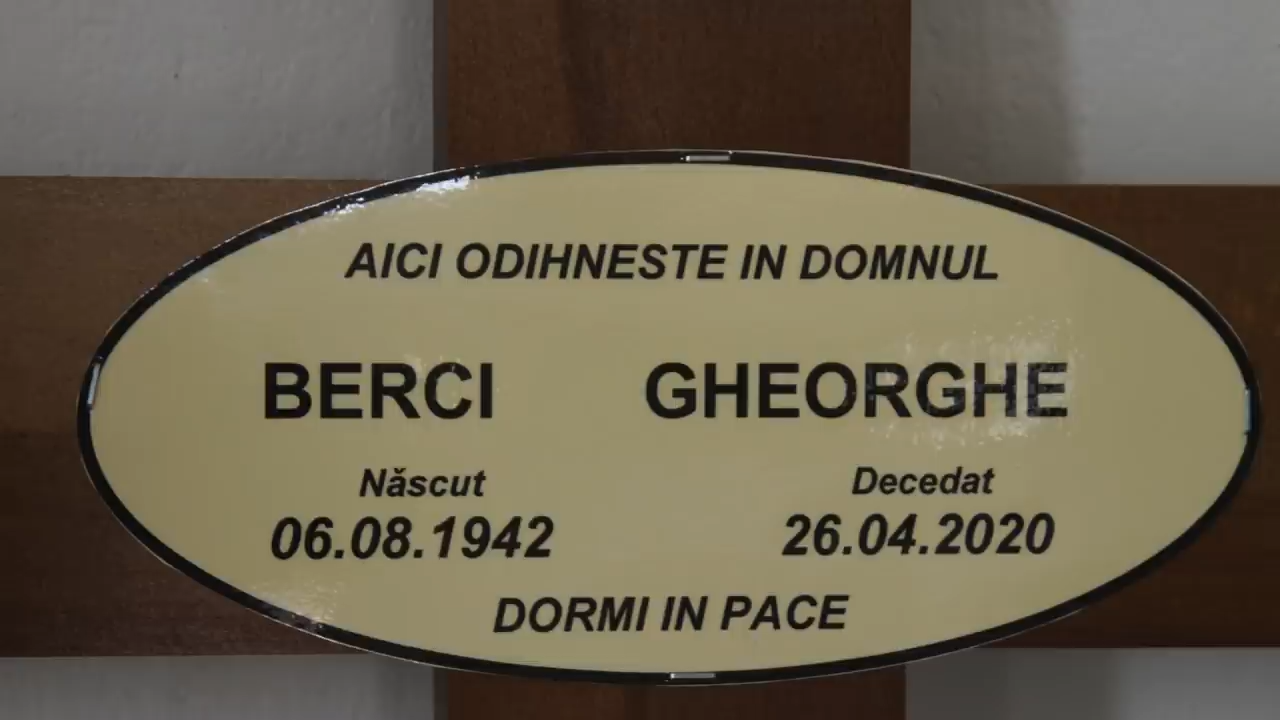 AICI ODIHNESTE IN DOMNUL
BERCI GHEORGHE
Născut Decedat
06.08.1942 26.04.2020
DORMI IN PACE